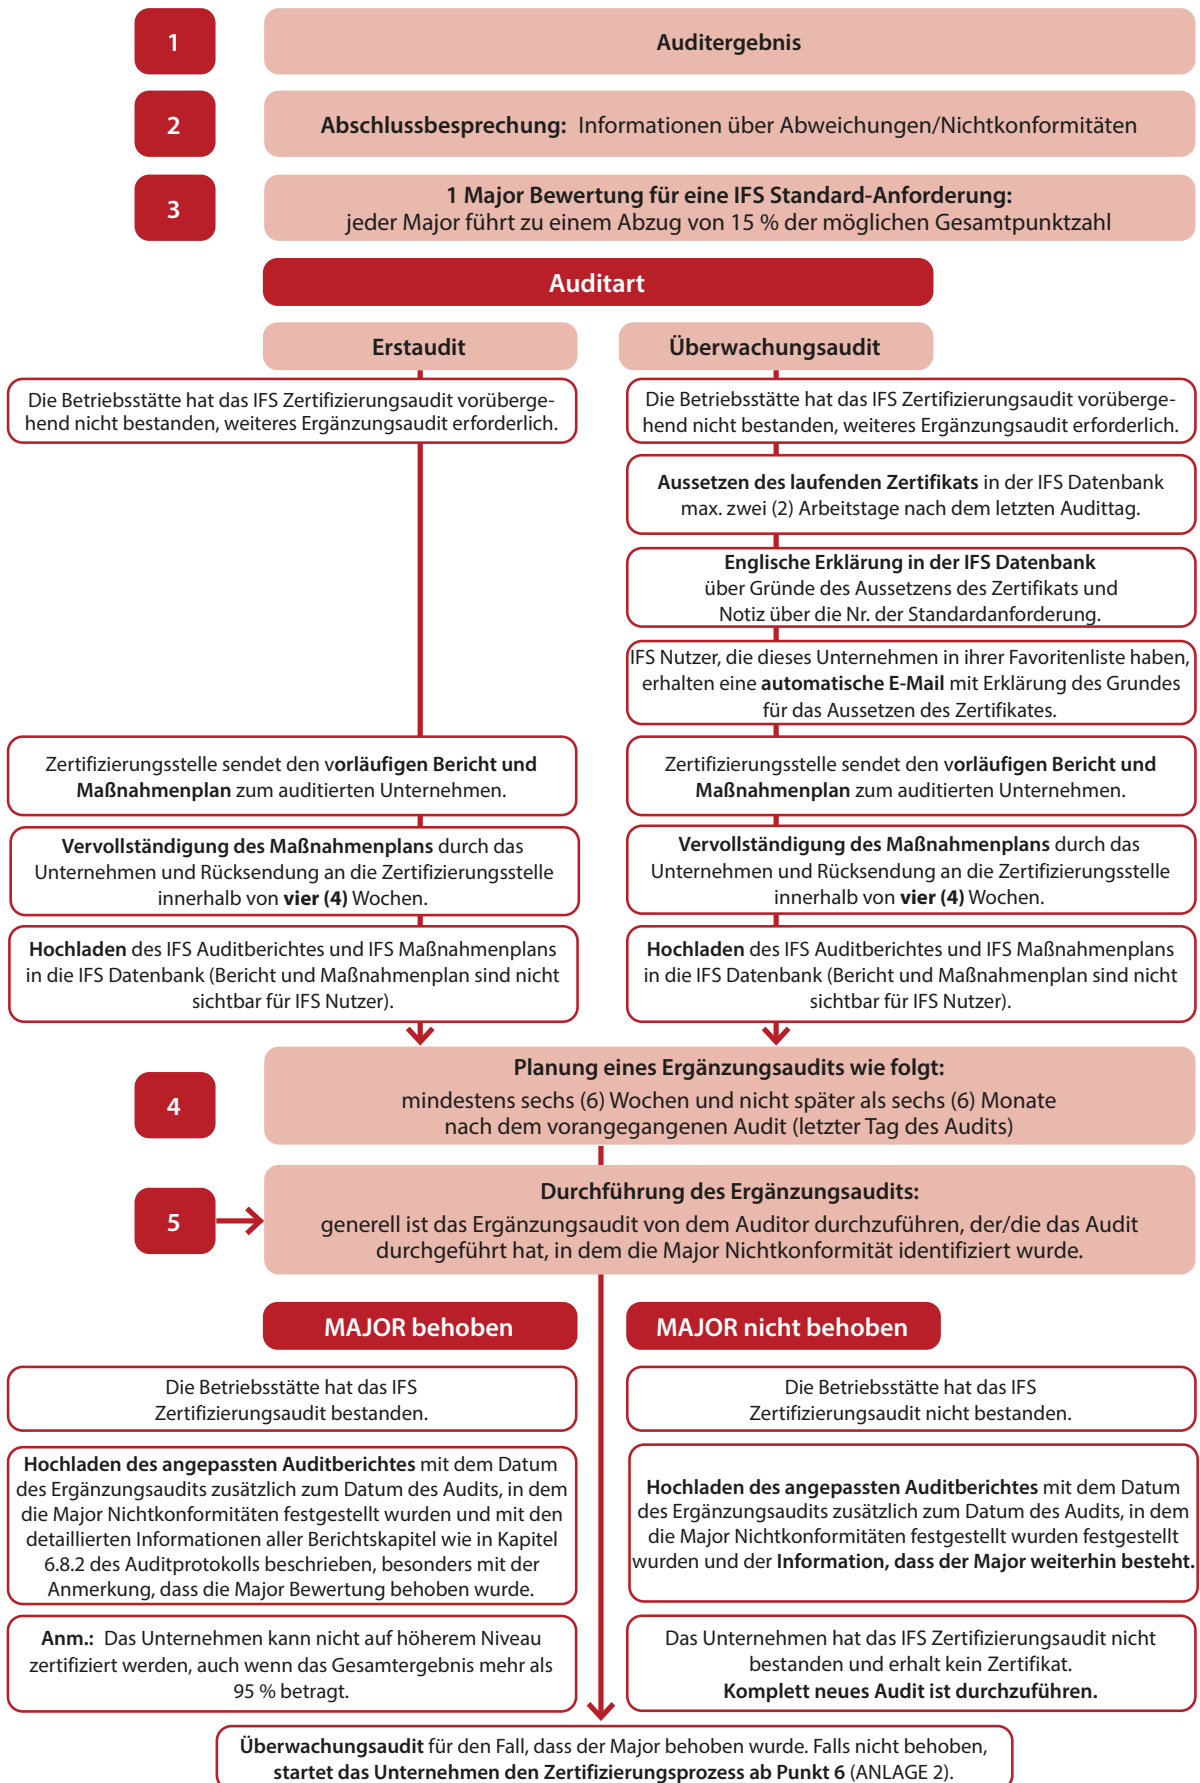 1
Auditergebnis
2
Abschlussbesprechung: Informationen über Abweichungen/Nichtkonformitäten
3
1 Major Bewertung für eine IFS Standard-Anforderung:
jeder Major führt zu einem Abzug von 15 % der möglichen Gesamtpunktzahl
Auditart
Erstaudit
Die Betriebsstätte hat das IFS Zertifizierungsaudit vorüberge-
hend nicht bestanden, weiteres Ergänzungsaudit erforderlich.
Zertifizierungsstelle sendet den vorläufigen Bericht und
Maßnahmenplan zum auditierten Unternehmen.
Vervollständigung des Maßnahmenplans durch das
Unternehmen und Rücksendung an die Zertifizierungsstelle
innerhalb von vier (4) Wochen.
Hochladen des IFS Auditberichtes und IFS Maßnahmenplans
in die IFS Datenbank (Bericht und Maßnahmenplan sind nicht
sichtbar für IFS Nutzer).
Überwachungsaudit
Die Betriebsstätte hat das IFS Zertifizierungsaudit vorüberge-
hend nicht bestanden, weiteres Ergänzungsaudit erforderlich.
Aussetzen des laufenden Zertifikats in der IFS Datenbank
max. zwei (2) Arbeitstage nach dem letzten Audittag.
Englische Erklärung in der IFS Datenbank
über Gründe des Aussetzens des Zertifikats und
Notiz über die Nr. der Standardanforderung.
IFS Nutzer, die dieses Unternehmen in ihrer Favoritenliste haben,
erhalten eine automatische E-Mail mit Erklärung des Grundes
für das Aussetzen des Zertifikates.
Zertifizierungsstelle sendet den vorläufigen Bericht und
Maßnahmenplan zum auditierten Unternehmen.
Vervollständigung des Maßnahmenplans durch das
Unternehmen und Rücksendung an die Zertifizierungsstelle
innerhalb von vier (4) Wochen.
Hochladen des IFS Auditberichtes und IFS Maßnahmenplans
in die IFS Datenbank (Bericht und Maßnahmenplan sind nicht
sichtbar für IFS Nutzer).
4
Planung eines Ergänzungsaudits wie folgt:
mindestens sechs (6) Wochen und nicht später als sechs (6) Monate
nach dem vorangegangenen Audit (letzter Tag des Audits)
5
Durchführung des Ergänzungsaudits:
generell ist das Ergänzungsaudit von dem Auditor durchzuführen, der/die das Audit
durchgeführt hat, in dem die Major Nichtkonformität identifiziert wurde.
MAJOR behoben
Die Betriebsstätte hat das IFS
Zertifizierungsaudit bestanden.
Hochladen des angepassten Auditberichtes mit dem Datum
des Ergänzungsaudits zusätzlich zum Datum des Audits, in dem
die Major Nichtkonformitäten festgestellt wurden und mit den
detaillierten Informationen aller Berichtskapitel wie in Kapitel
6.8.2 des Auditprotokolls beschrieben, besonders mit der
Anmerkung, dass die Major Bewertung behoben wurde.
Anm.: Das Unternehmen kann nicht auf höherem Niveau
zertifiziert werden, auch wenn das Gesamtergebnis mehr als
95 % betragt.
MAJOR nicht behoben
Die Betriebsstätte hat das IFS
Zertifizierungsaudit nicht bestanden.
Hochladen des angepassten Auditberichtes mit dem Datum
des Ergänzungsaudits zusätzlich zum Datum des Audits, in dem
die Major Nichtkonformitäten festgestellt wurden festgestellt
wurden und der Information, dass der Major weiterhin besteht.
Das Unternehmen hat das IFS Zertifizierungsaudit nicht
bestanden und erhalt kein Zertifikat.
Komplett neues Audit ist durchzuführen.
Überwachungsaudit für den Fall, dass der Major behoben wurde. Falls nicht behoben,
startet das Unternehmen den Zertifizierungsprozess ab Punkt 6 (ANLAGE 2).